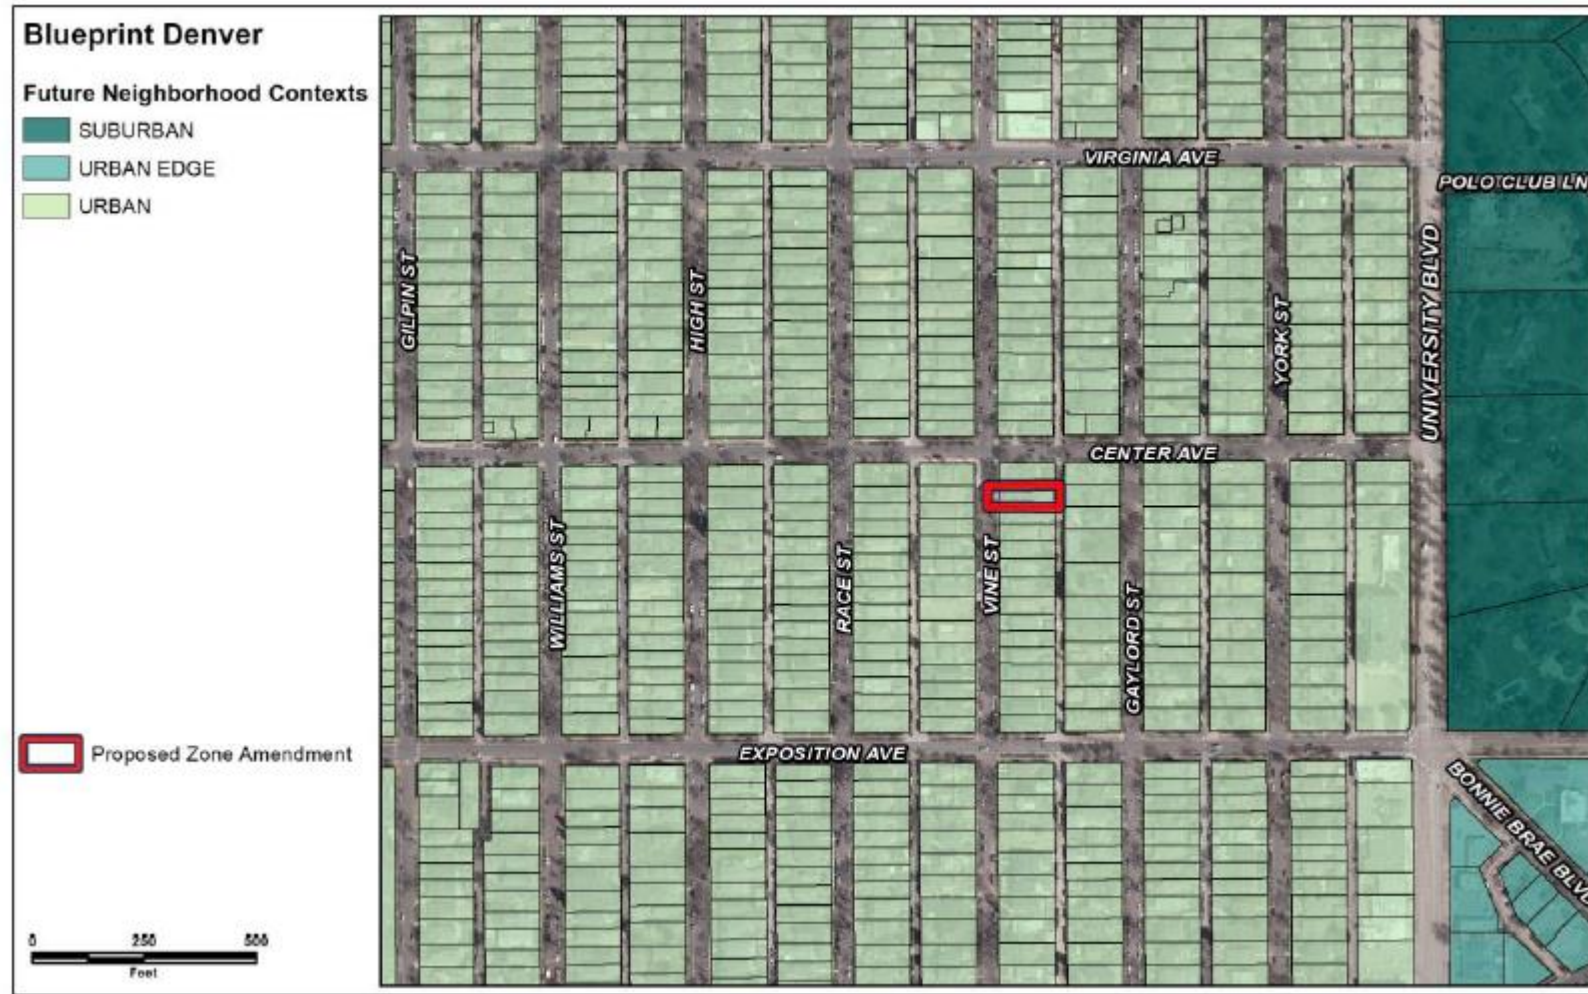 Blueprint Denver
Future Neighborhood Contexts
SUBURBAN
URBAN EDGE
URBAN
Proposed Zone Amendment
0 250 500
Feet
VIRGINIA AVE
POLO CLUB LN
GILPIN ST
HIGH ST
YORK ST
UNIVERSITY BLVD
CENTER AVE
WILLIAMS ST
RACE ST
VINE ST
GAYLORD ST
EXPOSITION AVE
BONNIE BRAE BLVD